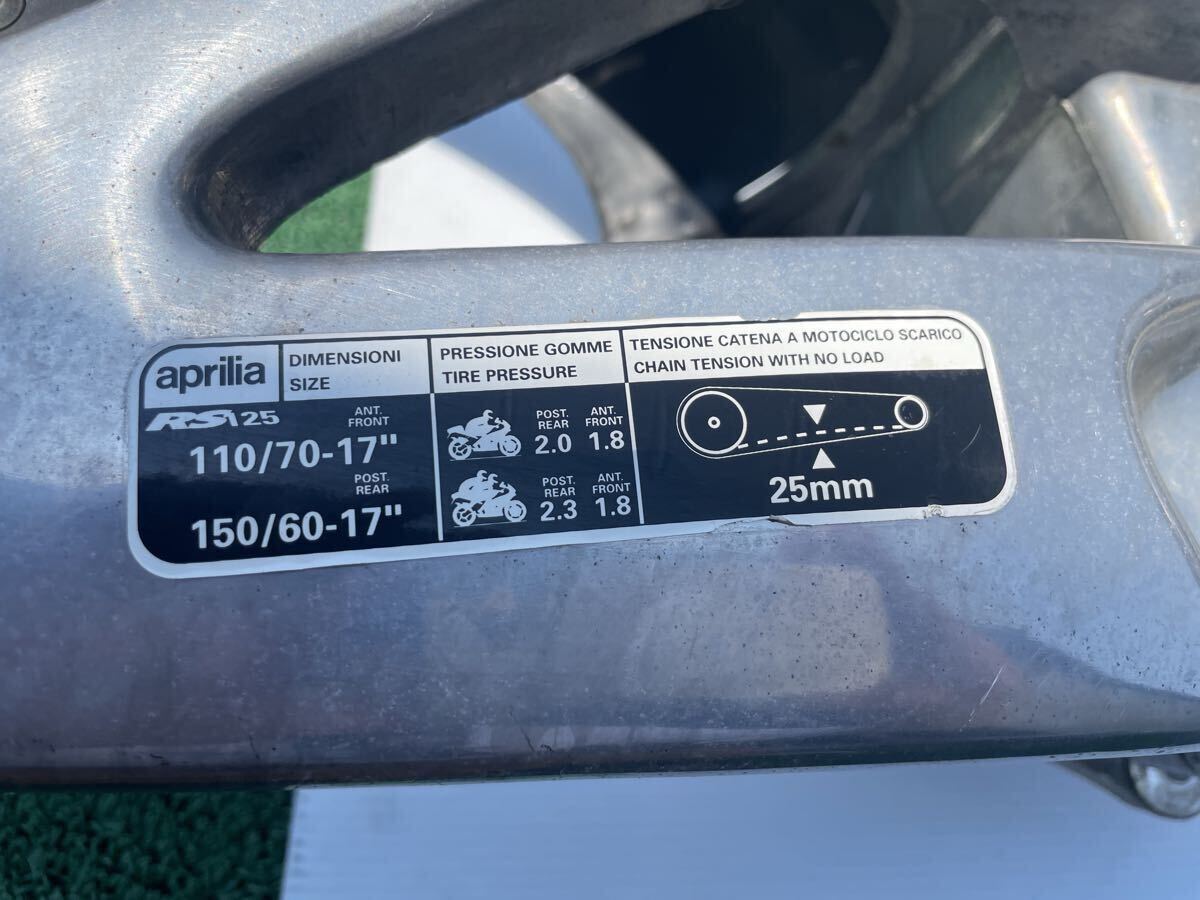 aprilia
DIMENSIONI
SIZE
PRESSIONE GOMME
TIRE PRESSURE
TENSIONE CATENA A MOTOCICLO SCARICO
CHAIN TENSION WITH NO LOAD
RS125
ANT.
FRONT
110/70-17"
POST.
REAR
150/60-17"
POST.
REAR
2.0
ANT.
FRONT
1.8
POST.
REAR
2.3
ANT.
FRONT
1.8
25mm